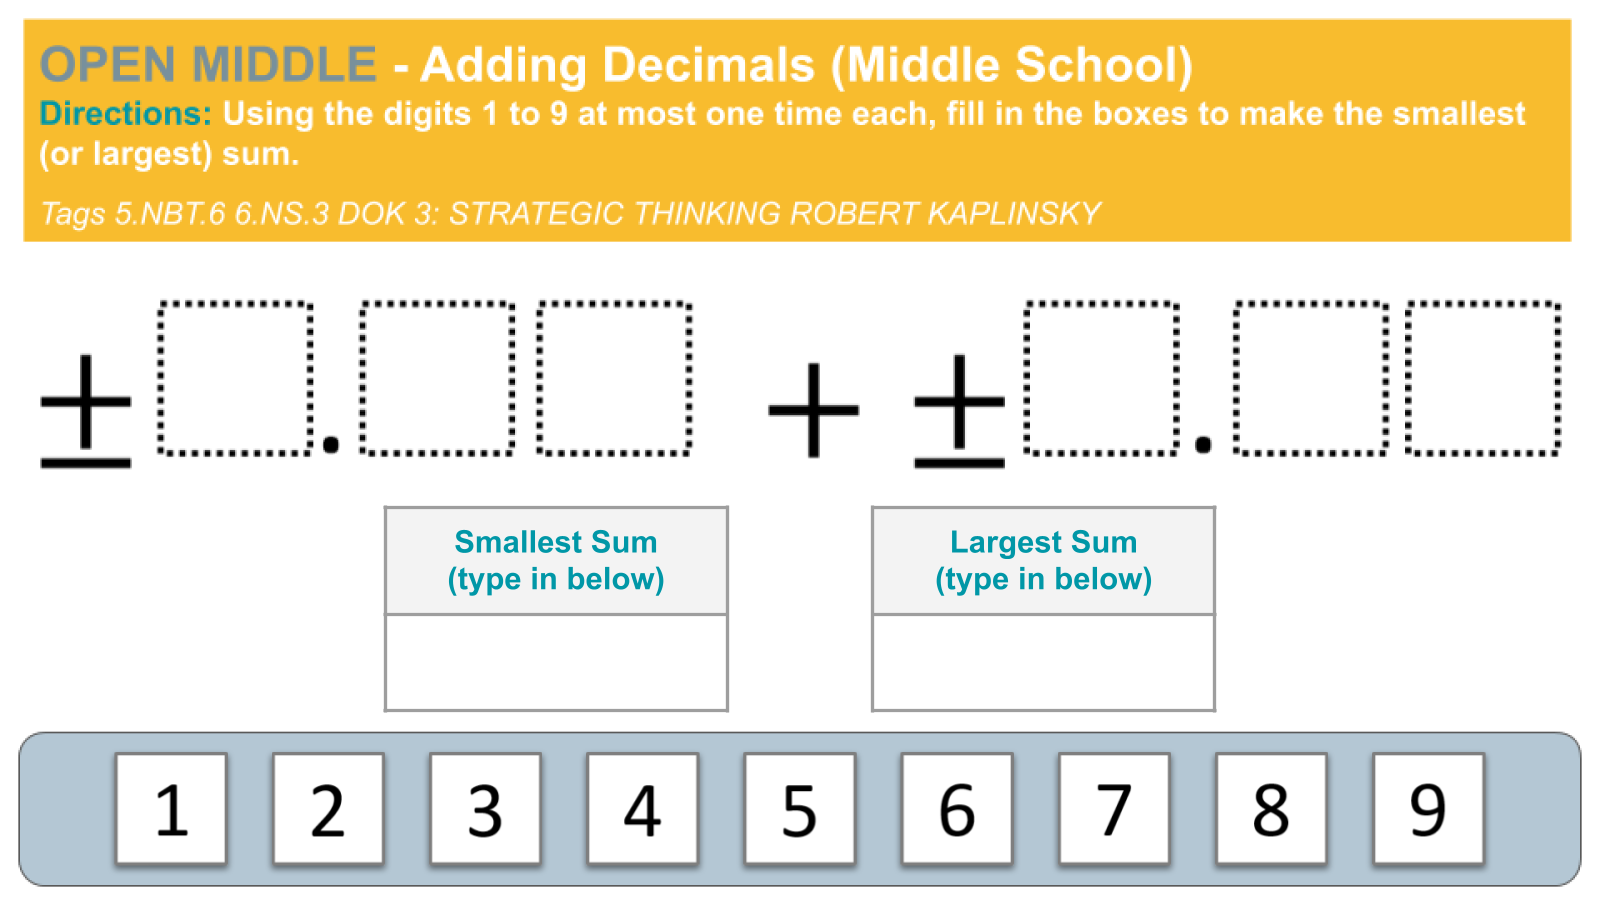 OPEN MIDDLE - Adding Decimals (Middle School)
Directions: Using the digits 1 to 9 at most one time each, fill in the boxes to make the smallest
(or largest) sum.
Tags 5.NBT.6 6.NS.3 DOK 3: STRATEGIC THINKING ROBERT KAPLINSKY
± . + ± .
Smallest Sum
(type in below)
Largest Sum
(type in below)
1 2 3 4 5 6 7 8 9